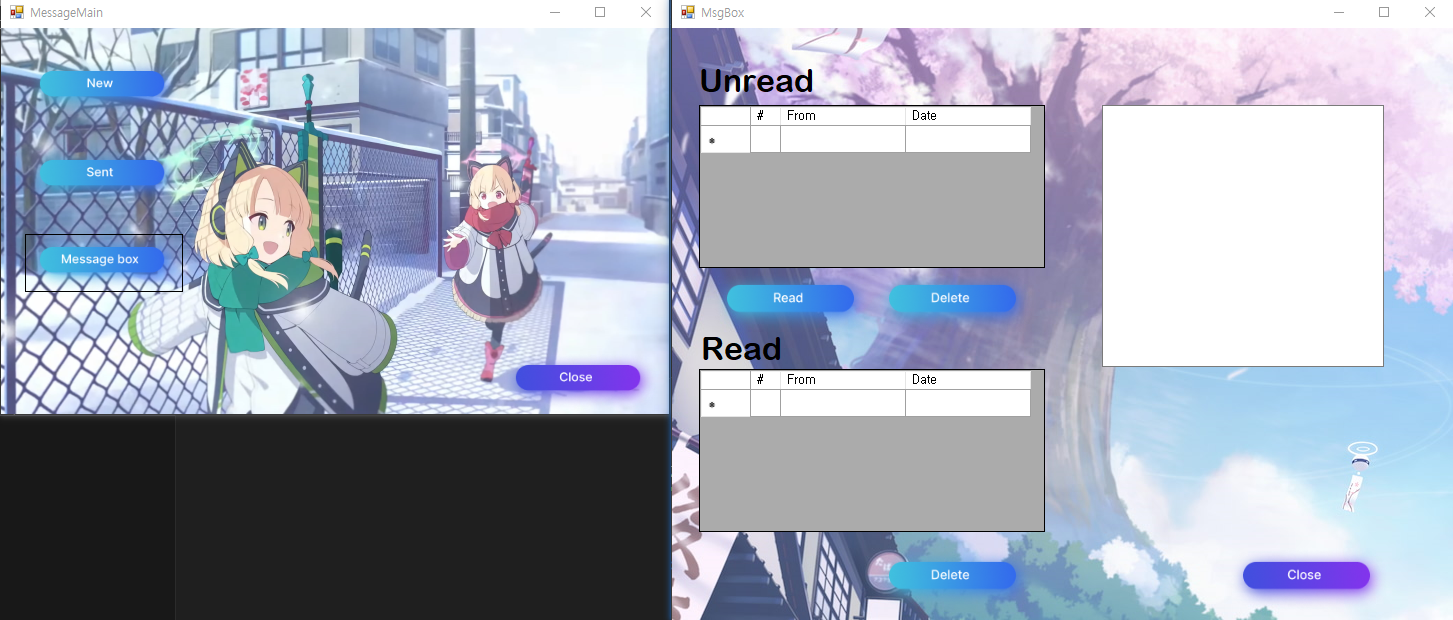 MessageMain
New
Sent
Message box
Close
MsgBox
Unread
# From Date
*
Read Delete
Read
# From Date
*
Delete
Close